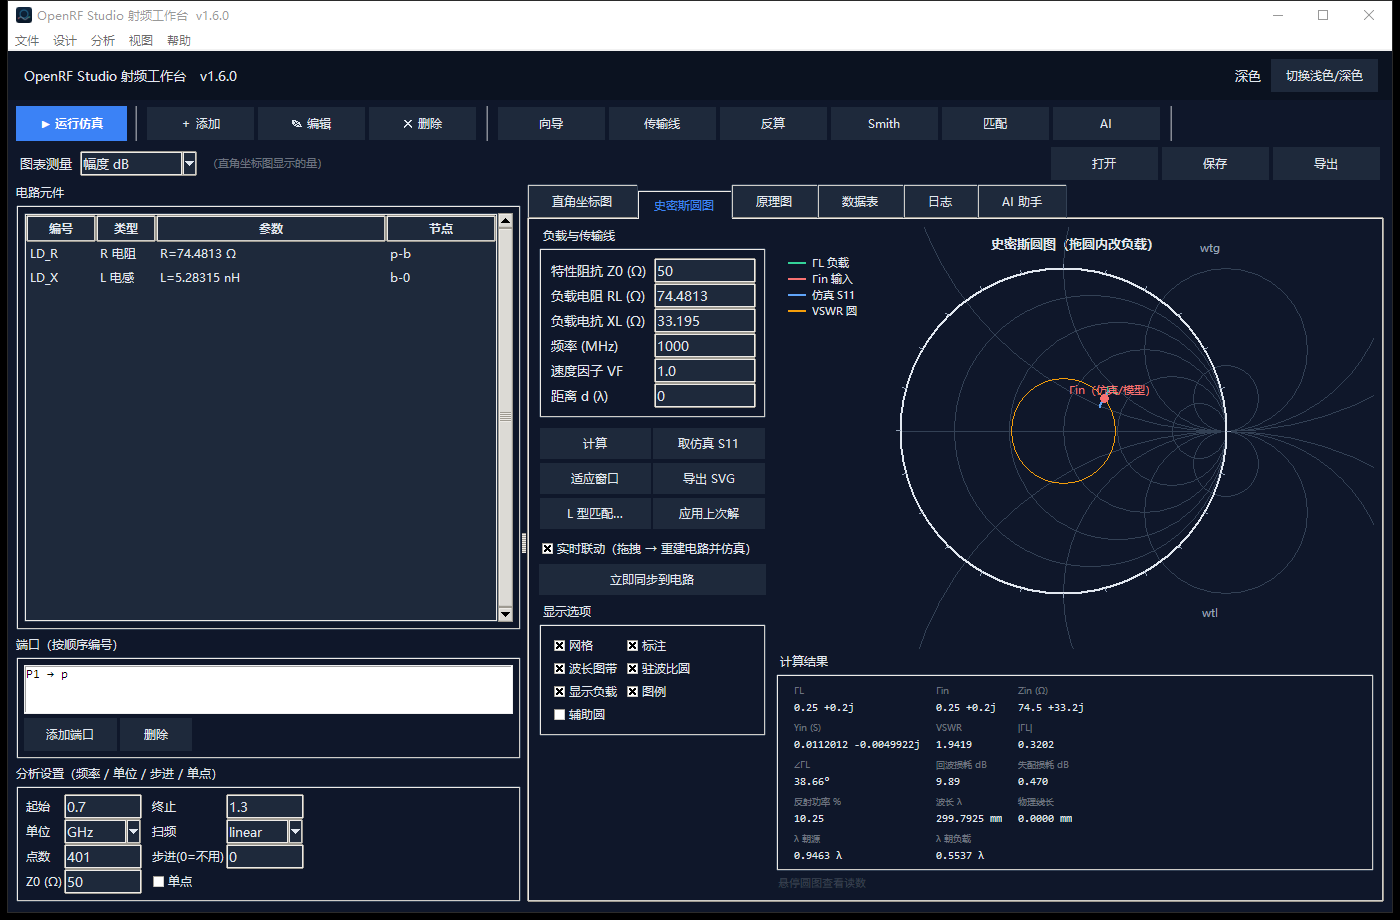 OpenRF Studio 射频工作台 v1.6.0
文件 设计 分析 视图 帮助
OpenRF Studio 射频工作台 v1.6.0
深色 切换浅色/深色
► 运行仿真 + 添加 ✎ 编辑 ✕ 删除 向导 传输线 反算 Smith 匹配 AI
图表测量 幅度 dB (直角坐标图显示的量) 打开 保存 导出
电路元件
编号 类型 参数 节点
LD_R R 电阻 R=74.4813 Ω p-b
LD_X L 电感 L=5.28315 nH b-0
端口（按顺序编号）
P1 → p
添加端口 删除
分析设置（频率 / 单位 / 步进 / 单点）
起始 0.7 终止 1.3
单位 GHz 扫频 linear
点数 401 步进(0=不用) 0
Z0 (Ω) 50 单点
直角坐标图 史密斯圆图 原理图 数据表 日志 AI 助手
负载与传输线
特性阻抗 Z0 (Ω) 50
负载电阻 RL (Ω) 74.4813
负载电抗 XL (Ω) 33.195
频率 (MHz) 1000
速度因子 VF 1.0
距离 d (λ) 0
计算 取仿真 S11
适应窗口 导出 SVG
L 型匹配... 应用上次解
实时联动（拖拽 → 重建电路并仿真）
立即同步到电路
显示选项
网格 标注
波长图带 驻波比圆
显示负载 图例
辅助圆
史密斯圆图（拖圆内改负载）
wtg
ΓL 负载
Γin 输入
仿真 S11
VSWR 圆
Γin（仿真/模型）
wtl
计算结果
ΓL Γin Zin (Ω)
0.25 +0.2j 0.25 +0.2j 74.5 +33.2j
Yin (S) VSWR |ΓL|
0.0112012 -0.0049922j 1.9419 0.3202
∠ΓL 回波损耗 dB 失配损耗 dB
38.66° 9.89 0.470
反射功率 % 波长 λ 物理线长
10.25 299.7925 mm 0.0000 mm
λ 朝源 λ 朝负载
0.9463 λ 0.5537 λ
悬停圆图查看读数